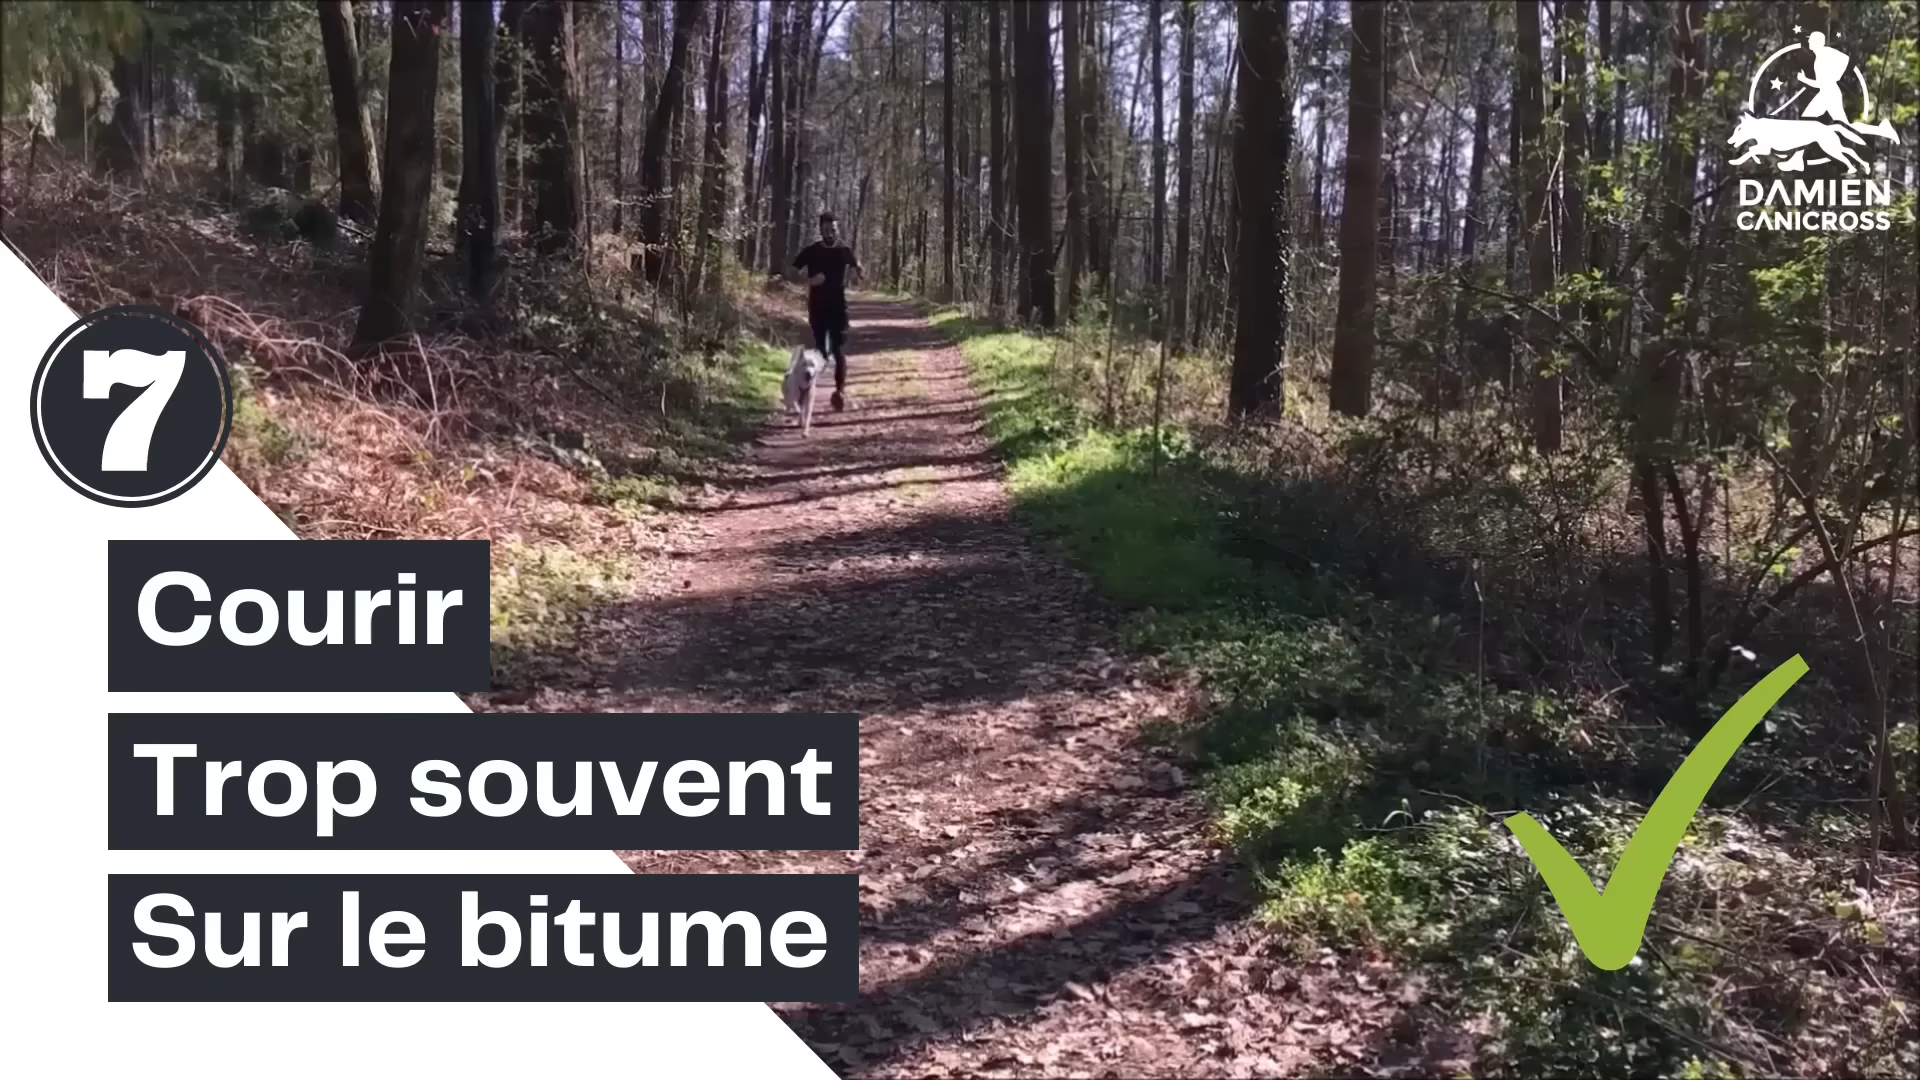 7
Courir
Trop souvent
Sur le bitume
DAMIEN
CANICROSS